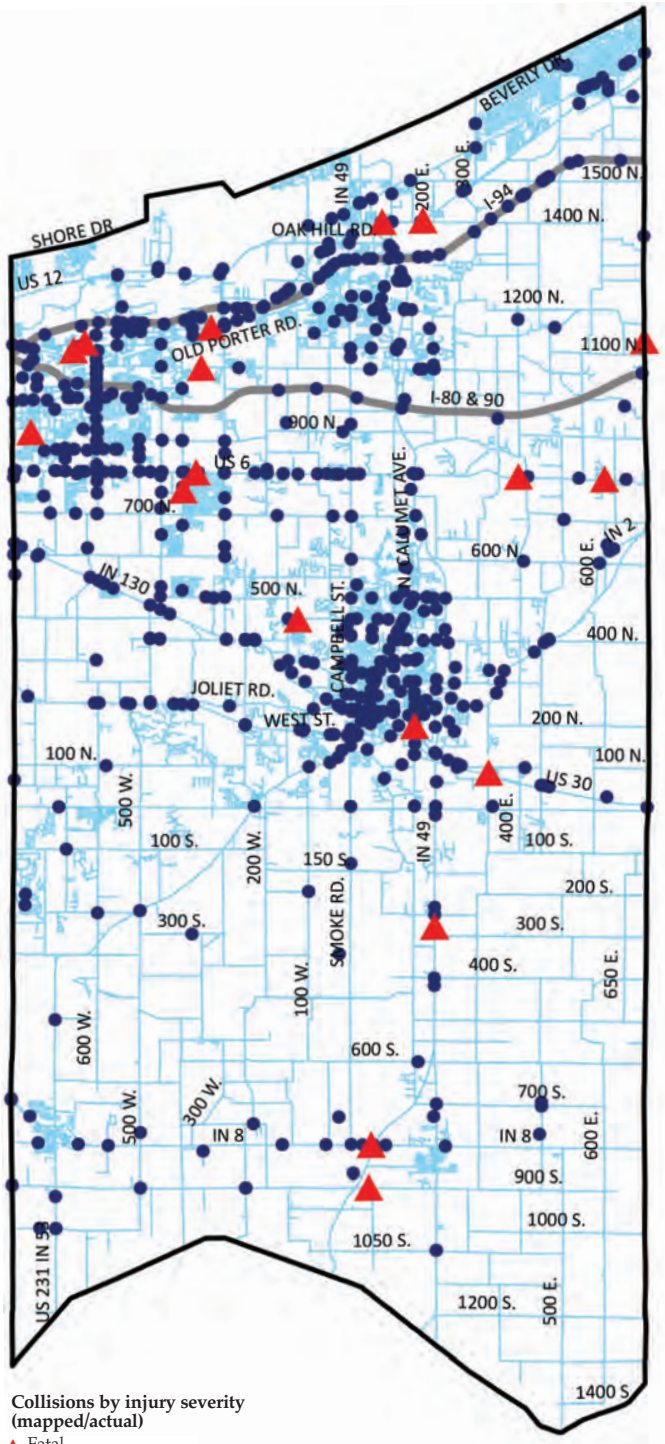 BEVERLY DR.
IN 49
200 E.
300 E.
I-94
1500 N.
1400 N.
OAK HILL RD.
SHORE DR.
US 12
1200 N.
OLD PORTER RD.
1100 N.
I-80 & 90
900 N.
US 6
N. CALUMET AVE.
700 N.
IN 2
600 N
600 E.
IN 130
500 N.
CAMPBELL ST.
400 N.
JOLIET RD.
WEST ST.
200 N.
100 N.
100 N.
US 30
500 W.
400 E.
IN 49
200 W.
100 S.
150 S.
100 S.
200 S.
SMOKE RD.
300 S.
300 S.
400 S.
650 E.
100 W.
600 W.
600 S.
300 W.
700 S.
500 W.
IN 8
IN 8
600 E.
900 S.
1000 S.
1050 S.
US 231 IN 53
500 E.
1200 S.
1400 S
Collisions by injury severity
(mapped/actual)
Fatal